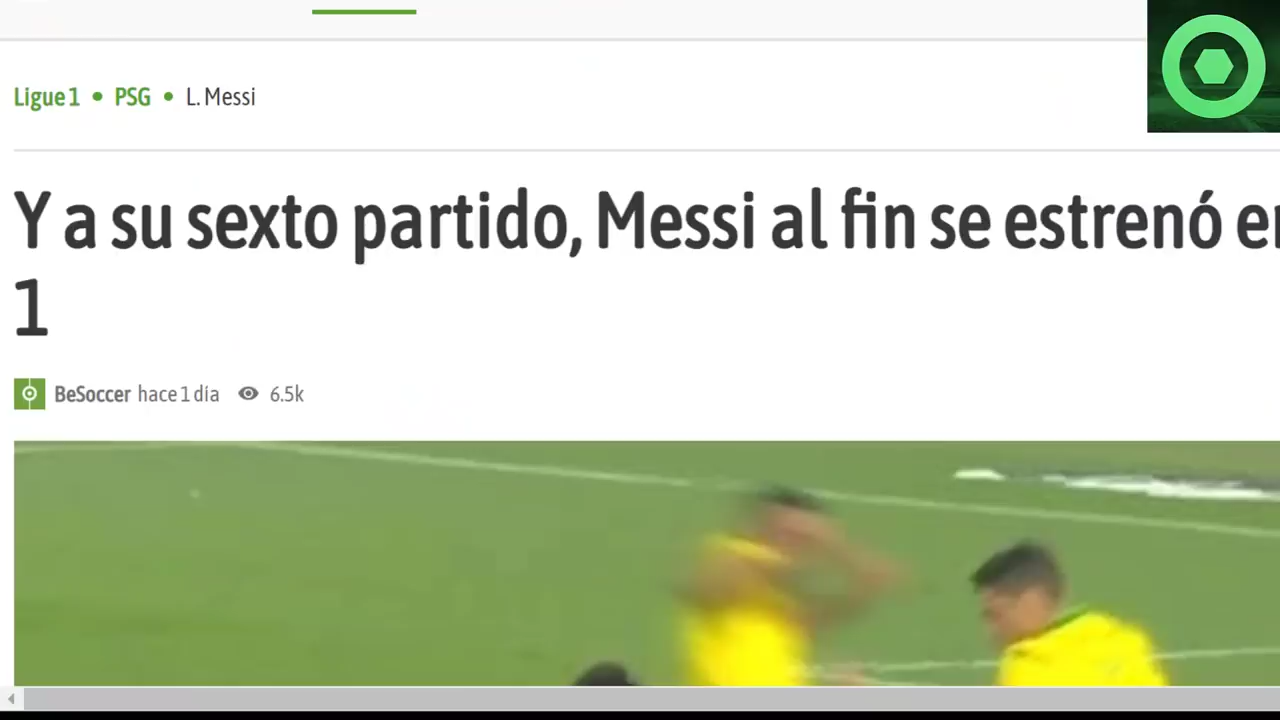 Ligue 1 • PSG • L. Messi
Y a su sexto partido, Messi al fin se estrenó en
1
BeSoccer hace 1 día 6.5k